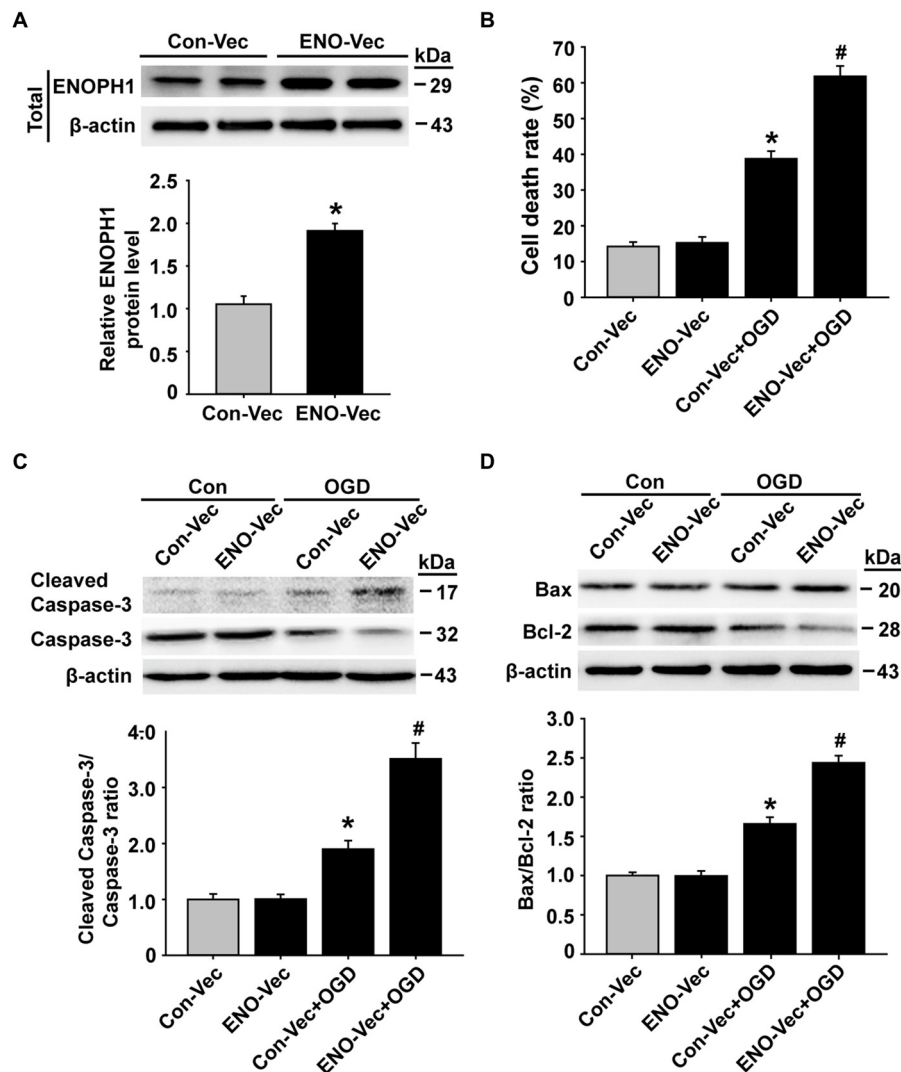 A
Con-Vec ENO-Vec
kDa
Total
ENOPH1
29
β-actin
43
Relative ENOPH1
protein level
2.5
2.0
1.5
1.0
0.5
0
*
Con-Vec ENO-Vec
B
Cell death rate (%)
70
60
50
40
30
20
10
0
*
#
Con-Vec
ENO-Vec
Con-Vec+OGD
ENO-Vec+OGD
C
Con OGD
Con-Vec
ENO-Vec
Con-Vec
ENO-Vec
kDa
Cleaved
Caspase-3
17
Caspase-3
32
β-actin
43
Cleaved Caspase-3/
Caspase-3 ratio
4.0
3.0
2.0
1.0
0
*
#
Con-Vec
ENO-Vec
Con-Vec+OGD
ENO-Vec+OGD
D
Con OGD
Con-Vec
ENO-Vec
Con-Vec
ENO-Vec
kDa
Bax
20
Bcl-2
28
β-actin
43
Bax/Bcl-2 ratio
3.0
2.5
2.0
1.5
1.0
0.5
0
*
#
Con-Vec
ENO-Vec
Con-Vec+OGD
ENO-Vec+OGD